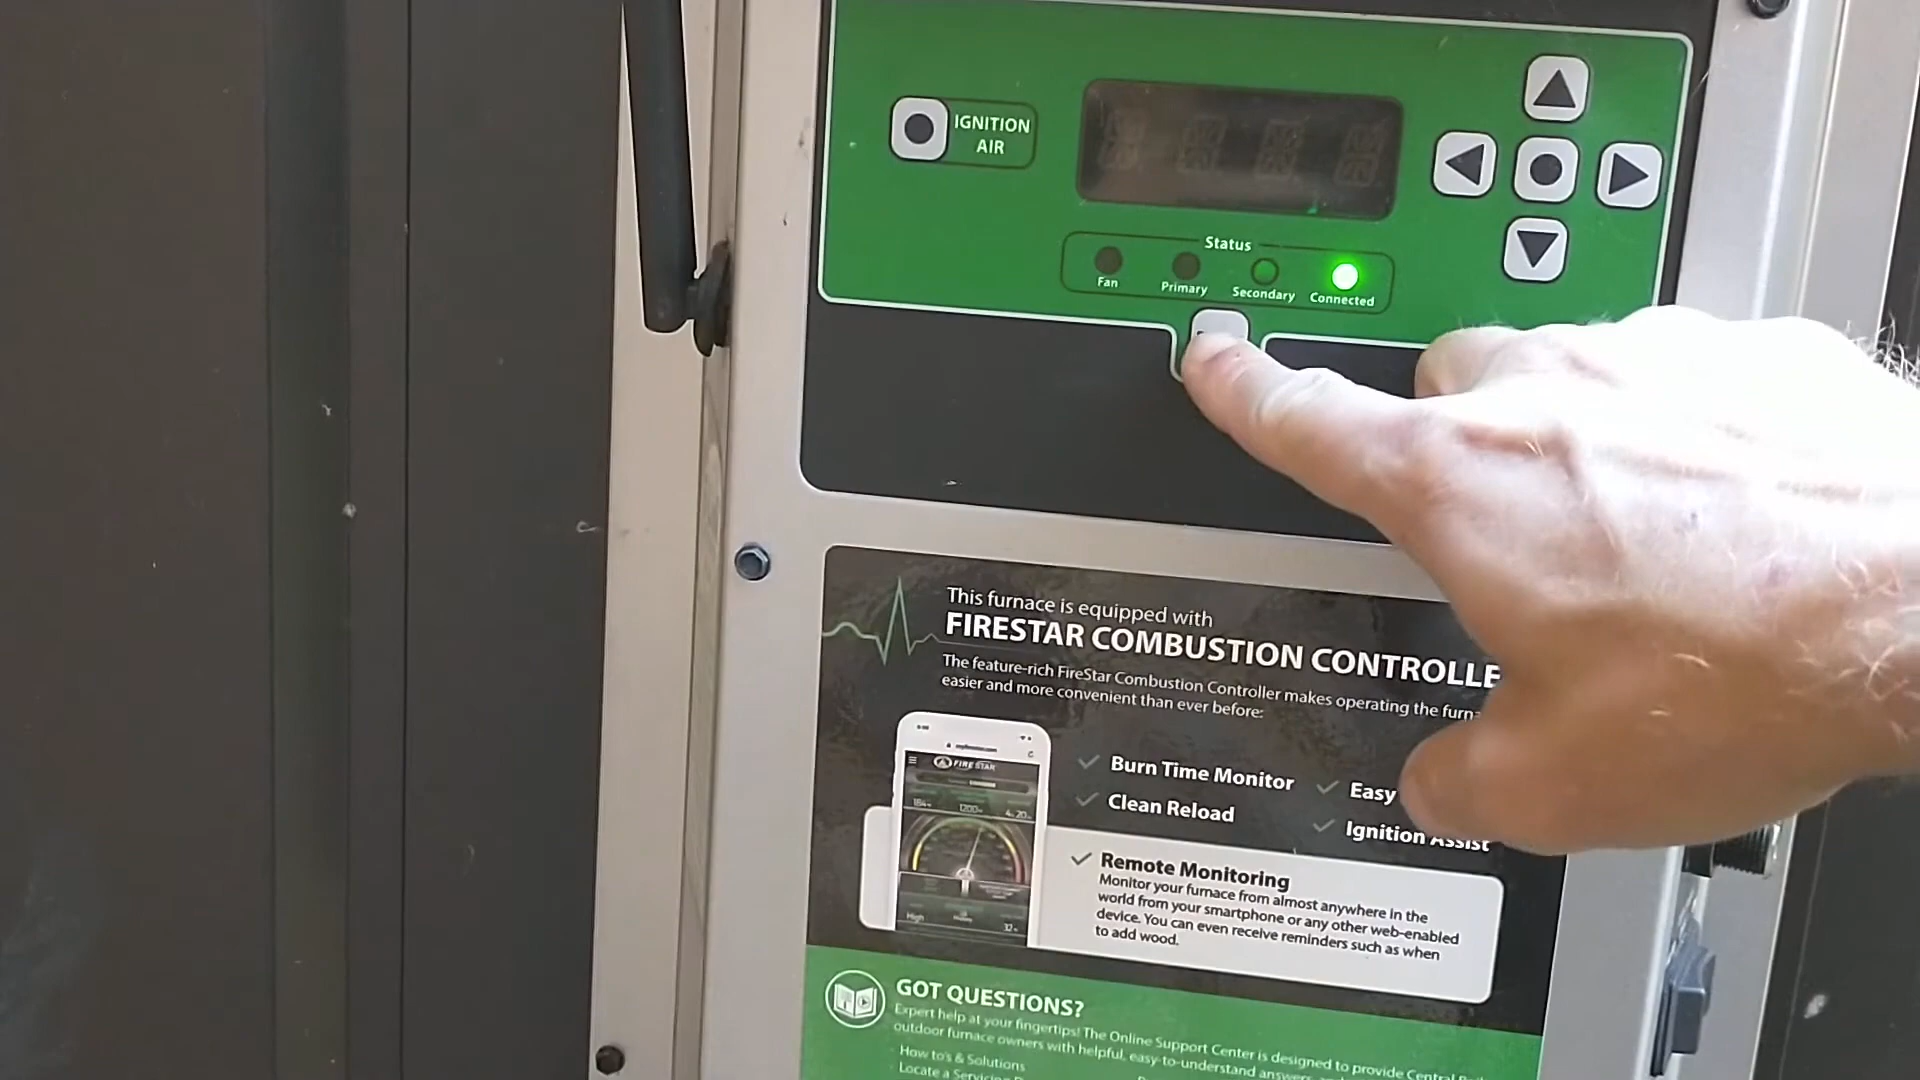 IGNITION
AIR
Status
Fan
Primary
Secondary
Connected
This furnace is equipped with
FIRESTAR COMBUSTION CONTROLLE
The feature-rich FireStar Combustion Controller makes operating the
easier and more convenient than ever before:
FIRE STAR
Burn Time Monitor
Easy
Clean Reload
Ignition Assist
Remote Monitoring
Monitor your furnace from almost anywhere in the
world from your smartphone or any other web-enabled
device. You can even receive reminders such as when
to add wood.
High
GOT QUESTIONS?
Expert help at your fingertips! The Online Support Center is designed to provide Central
outdoor furnace owners with helpful, easy-to-understand
How to's & Solutions
Locate a